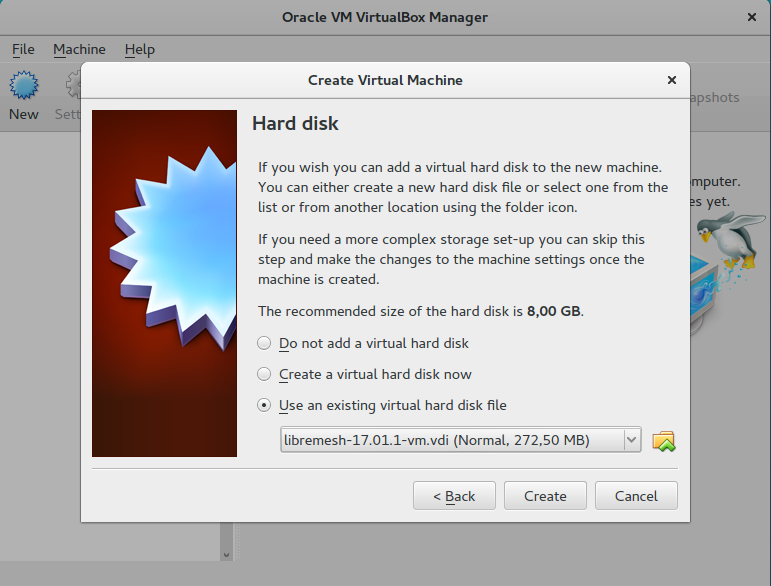 Oracle VM VirtualBox Manager
File Machine Help
Create Virtual Machine
New
Hard disk
If you wish you can add a virtual hard disk to the new machine.
You can either create a new hard disk file or select one from the
list or from another location using the folder icon.
If you need a more complex storage set-up you can skip this
step and make the changes to the machine settings once the
machine is created.
The recommended size of the hard disk is 8,00 GB.
Do not add a virtual hard disk
Create a virtual hard disk now
Use an existing virtual hard disk file
libremesh-17.01.1-vm.vdi (Normal, 272,50 MB)
< Back Create Cancel